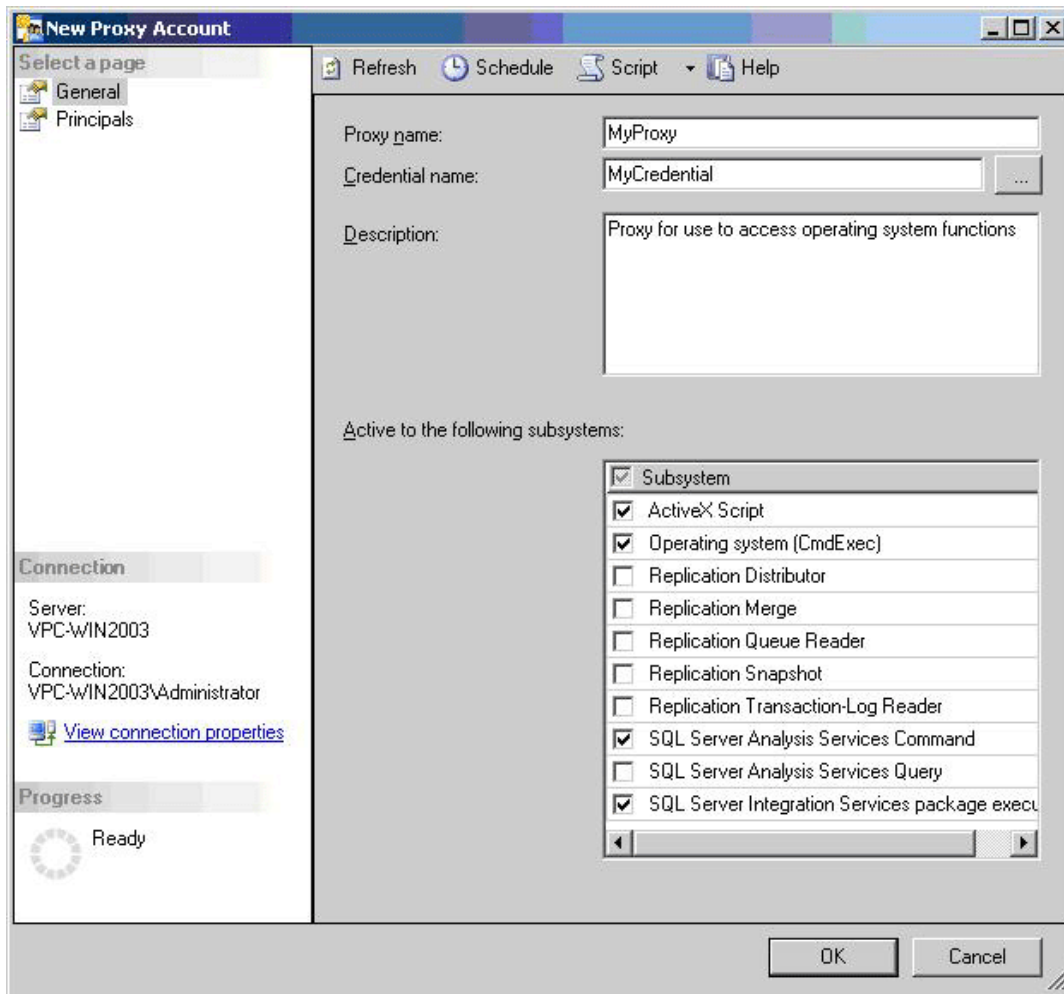 New Proxy Account
Select a page
General
Principals
Refresh Schedule Script Help
Proxy name: MyProxy
Credential name: MyCredential ...
Description: Proxy for use to access operating system functions
Active to the following subsystems:
Subsystem
ActiveX Script
Operating system (CmdExec)
Replication Distributor
Replication Merge
Replication Queue Reader
Replication Snapshot
Replication Transaction-Log Reader
SQL Server Analysis Services Command
SQL Server Analysis Services Query
SQL Server Integration Services package execu
Connection
Server:
VPC-WIN2003
Connection:
VPC-WIN2003\Administrator
View connection properties
Progress
Ready
OK Cancel